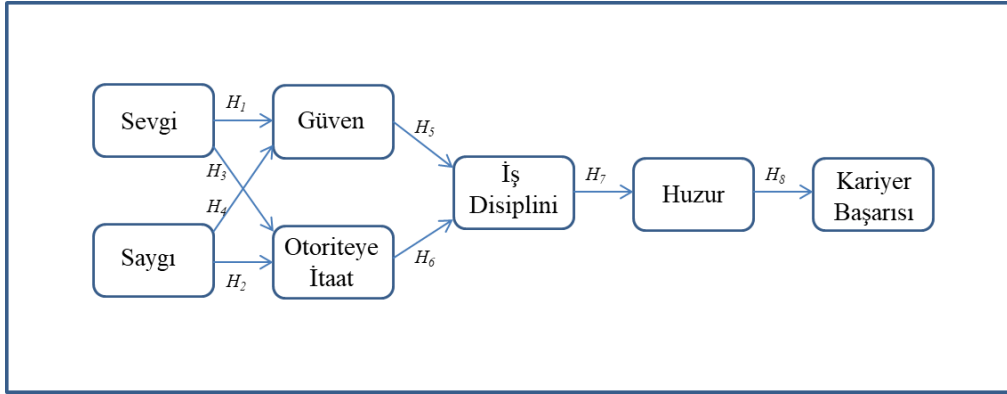 Sevgi
H1
Güven
H5
H3
H4
Saygı
H2
Otoriteye
İtaat
H6
İş
Disiplini
H7
Huzur
H8
Kariyer
Başarısı